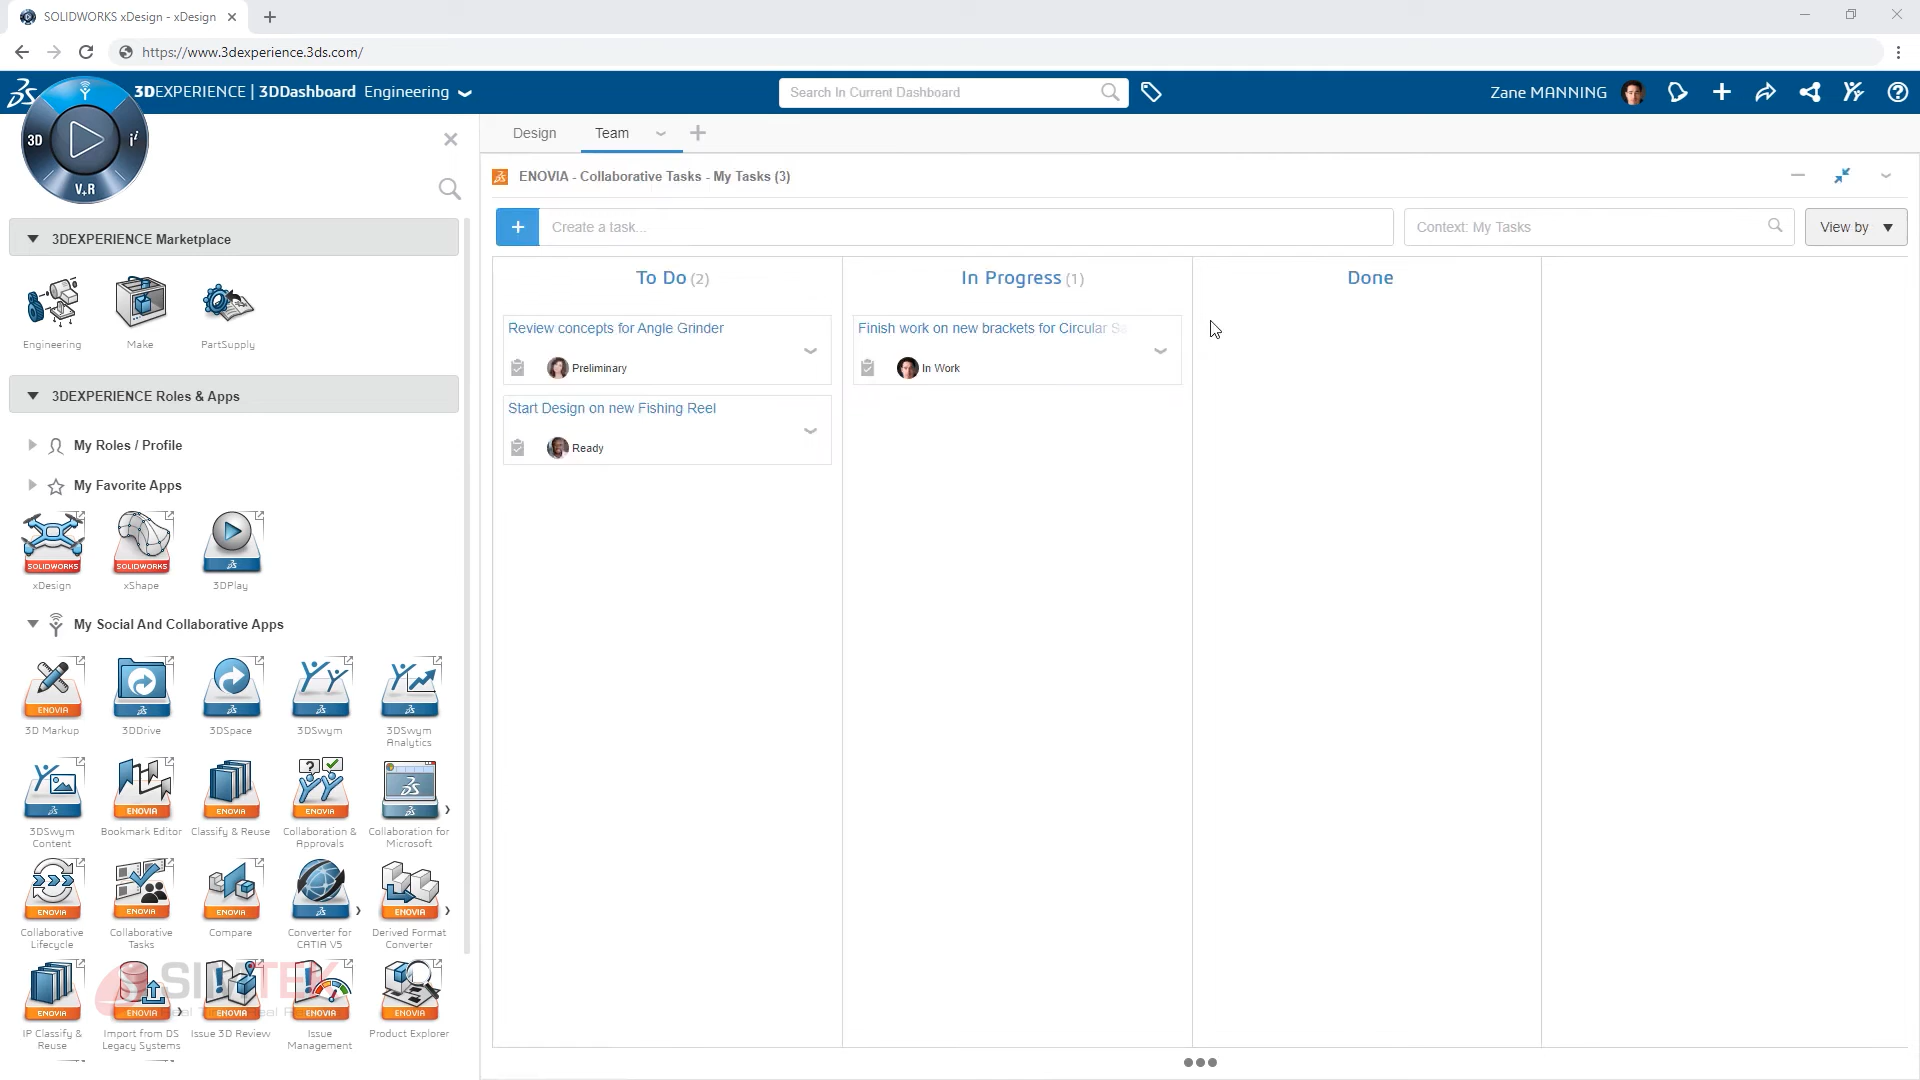 SOLIDWORKS xDesign - xDesign
https://www.3dexperience.3ds.com/
3DEXPERIENCE | 3DDashboard Engineering
Search In Current Dashboard
Zane MANNING
3D
V+R
Design
Team
ENOVIA - Collaborative Tasks - My Tasks (3)
Create a task...
Context: My Tasks
View by
3DEXPERIENCE Marketplace
Engineering
Make
PartSupply
3DEXPERIENCE Roles & Apps
My Roles / Profile
My Favorite Apps
SOLIDWORKS
SOLIDWORKS
xDesign
xShape
3DPlay
My Social And Collaborative Apps
ENOVIA
3D Markup
3DDrive
3DSpace
3DSwym
3DSwym Analytics
ENOVIA
ENOVIA
ENOVIA
3DSwym Content
Bookmark Editor
Classify & Reuse
Collaboration & Approvals
Collaboration for Microsoft
ENOVIA
ENOVIA
ENOVIA
ENOVIA
Collaborative Lifecycle
Collaborative Tasks
Compare
Converter for CATIA V5
Derived Format Converter
ENOVIA
ENOVIA
ENOVIA
ENOVIA
ENOVIA
IP Classify & Reuse
Import from DS Legacy Systems
Issue 3D Review
Issue Management
Product Explorer
To Do (2)
Review concepts for Angle Grinder
Preliminary
Start Design on new Fishing Reel
Ready
In Progress (1)
Finish work on new brackets for Circular Sa
In Work
Done